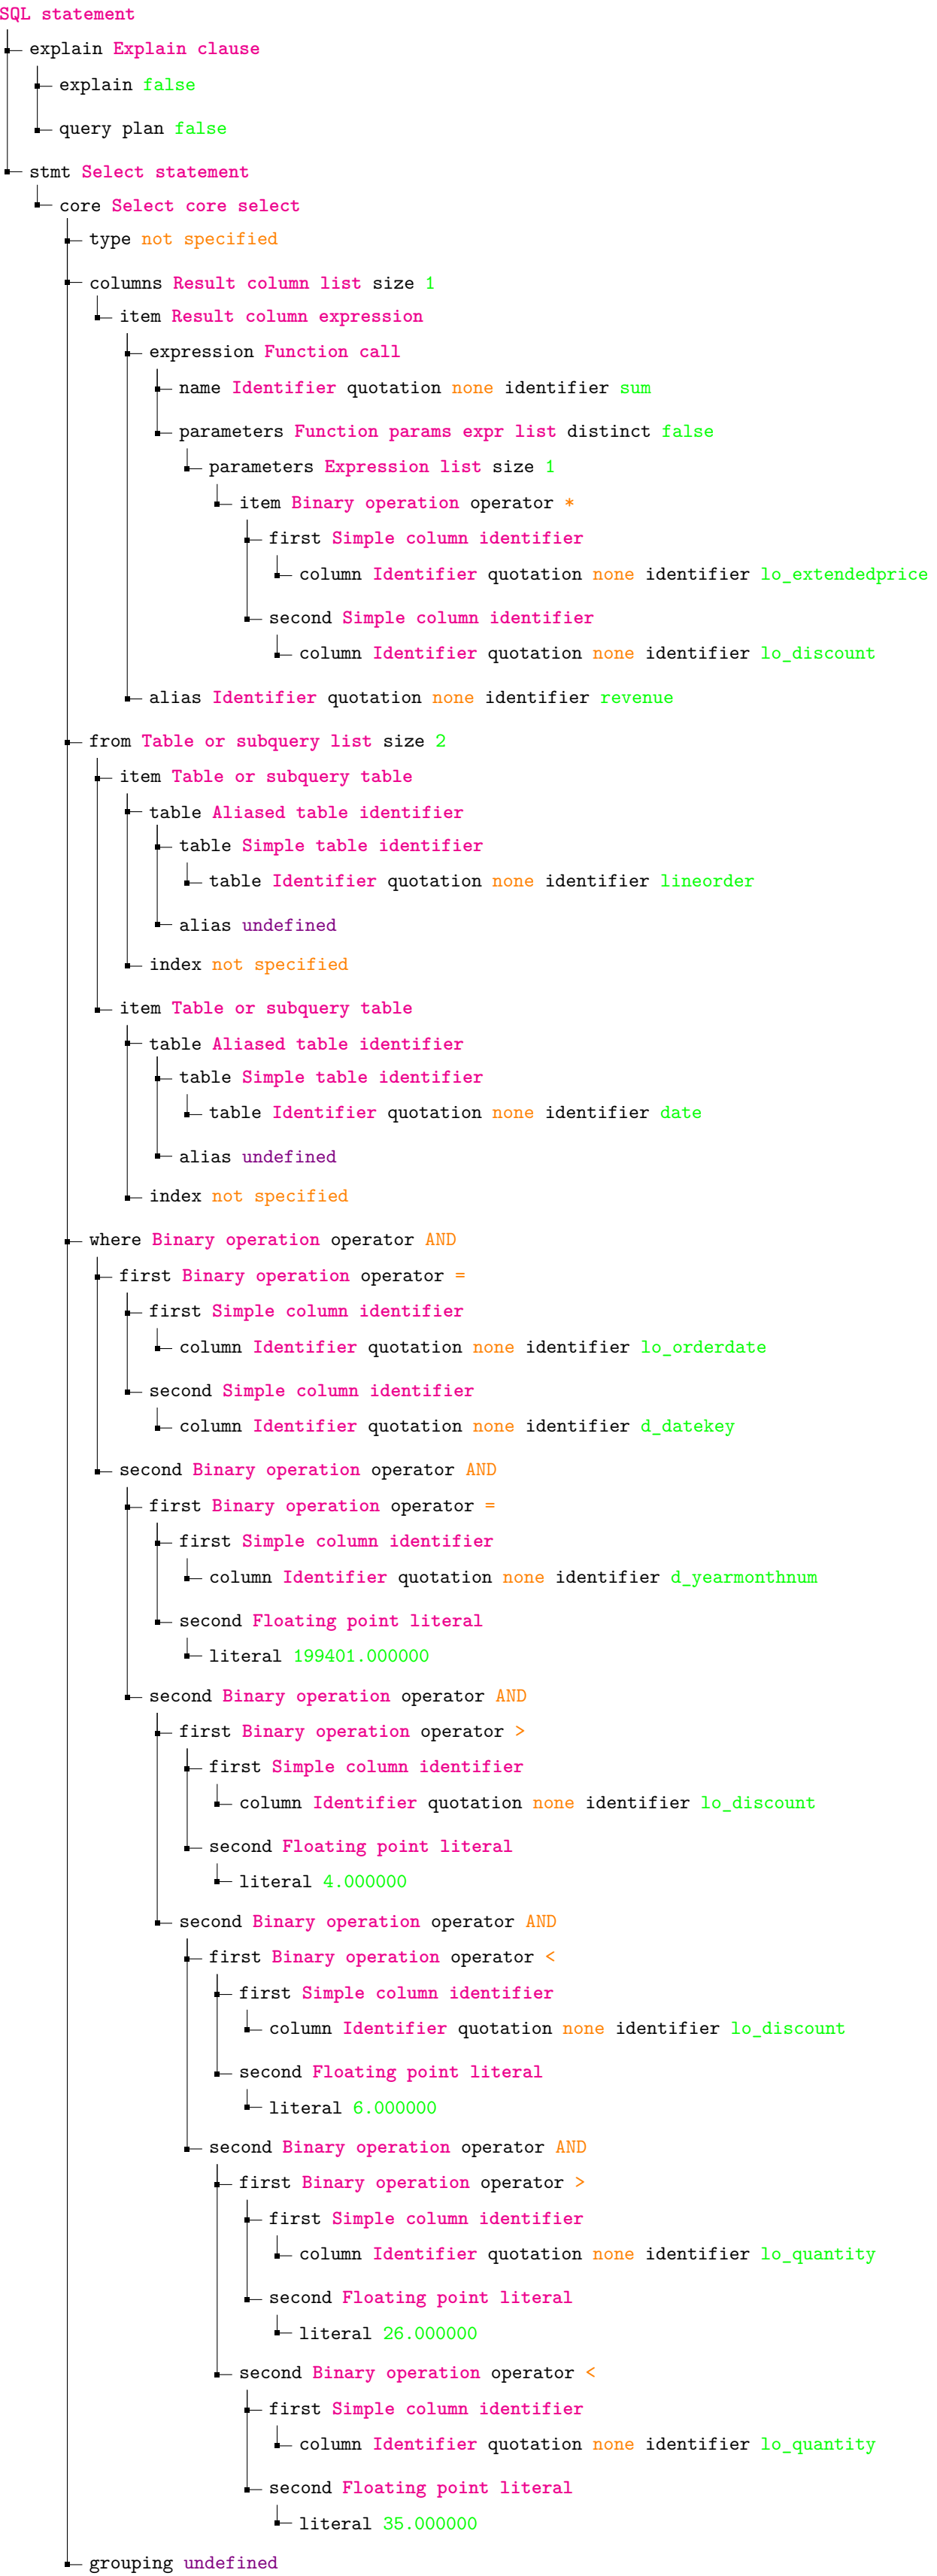 SQL statement
explain Explain clause
explain false
query plan false
stmt Select statement
core Select core select
type not specified
columns Result column list size 1
item Result column expression
expression Function call
name Identifier quotation none identifier sum
parameters Function params expr list distinct false
parameters Expression list size 1
item Binary operation operator *
first Simple column identifier
column Identifier quotation none identifier lo_extendedprice
second Simple column identifier
column Identifier quotation none identifier lo_discount
alias Identifier quotation none identifier revenue
from Table or subquery list size 2
item Table or subquery table
table Aliased table identifier
table Simple table identifier
table Identifier quotation none identifier lineorder
alias undefined
index not specified
item Table or subquery table
table Aliased table identifier
table Simple table identifier
table Identifier quotation none identifier date
alias undefined
index not specified
where Binary operation operator AND
first Binary operation operator =
first Simple column identifier
column Identifier quotation none identifier lo_orderdate
second Simple column identifier
column Identifier quotation none identifier d_datekey
second Binary operation operator AND
first Binary operation operator =
first Simple column identifier
column Identifier quotation none identifier d_yearmonthnum
second Floating point literal
literal 199401.000000
second Binary operation operator AND
first Binary operation operator >
first Simple column identifier
column Identifier quotation none identifier lo_discount
second Floating point literal
literal 4.000000
second Binary operation operator AND
first Binary operation operator <
first Simple column identifier
column Identifier quotation none identifier lo_discount
second Floating point literal
literal 6.000000
second Binary operation operator AND
first Binary operation operator >
first Simple column identifier
column Identifier quotation none identifier lo_quantity
second Floating point literal
literal 26.000000
second Binary operation operator <
first Simple column identifier
column Identifier quotation none identifier lo_quantity
second Floating point literal
literal 35.000000
grouping undefined